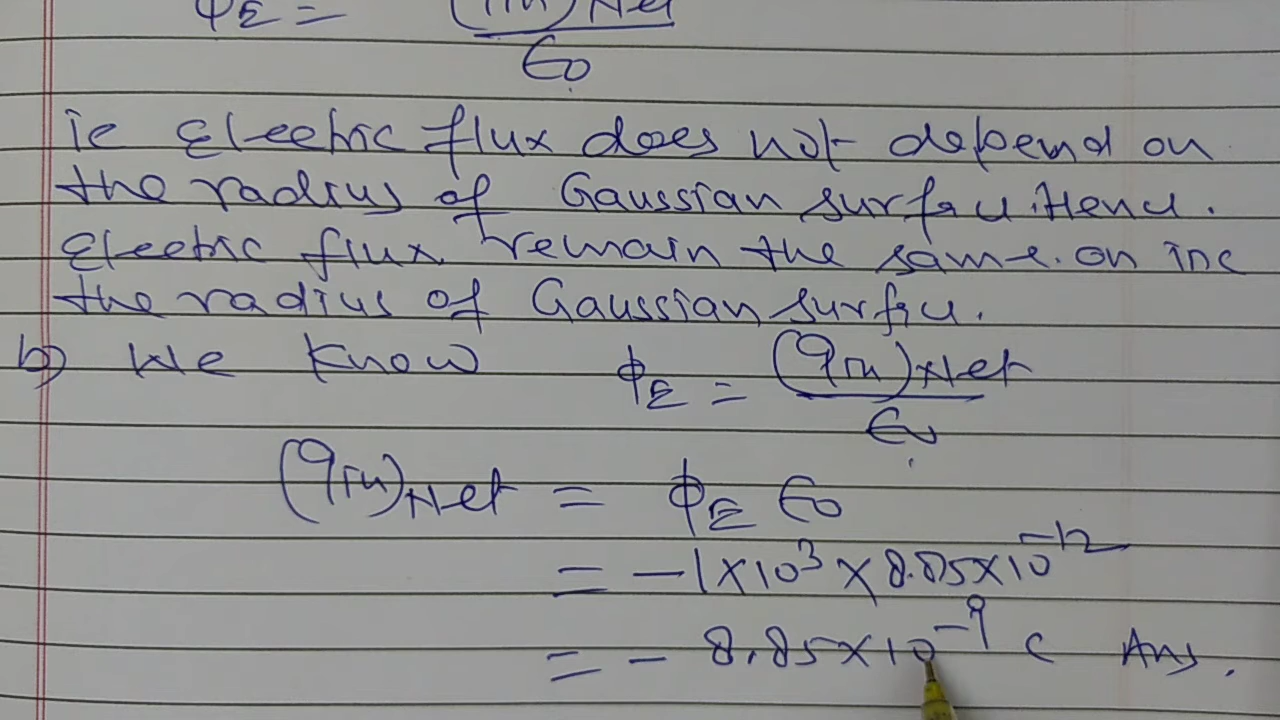 ϕE = (qin)Net
ϵ0
ie Electric flux does not depend on
the radius of Gaussian surface. Hence.
Electric flux remain the same. on inc
the radius of Gaussian surface.
b) We Know ϕE = (qin)Net
ϵ0
(qin)Net = ϕE ϵ0
= -1×10³ × 8.85×10⁻¹²
= - 8.85×10⁻⁹ C Ans.